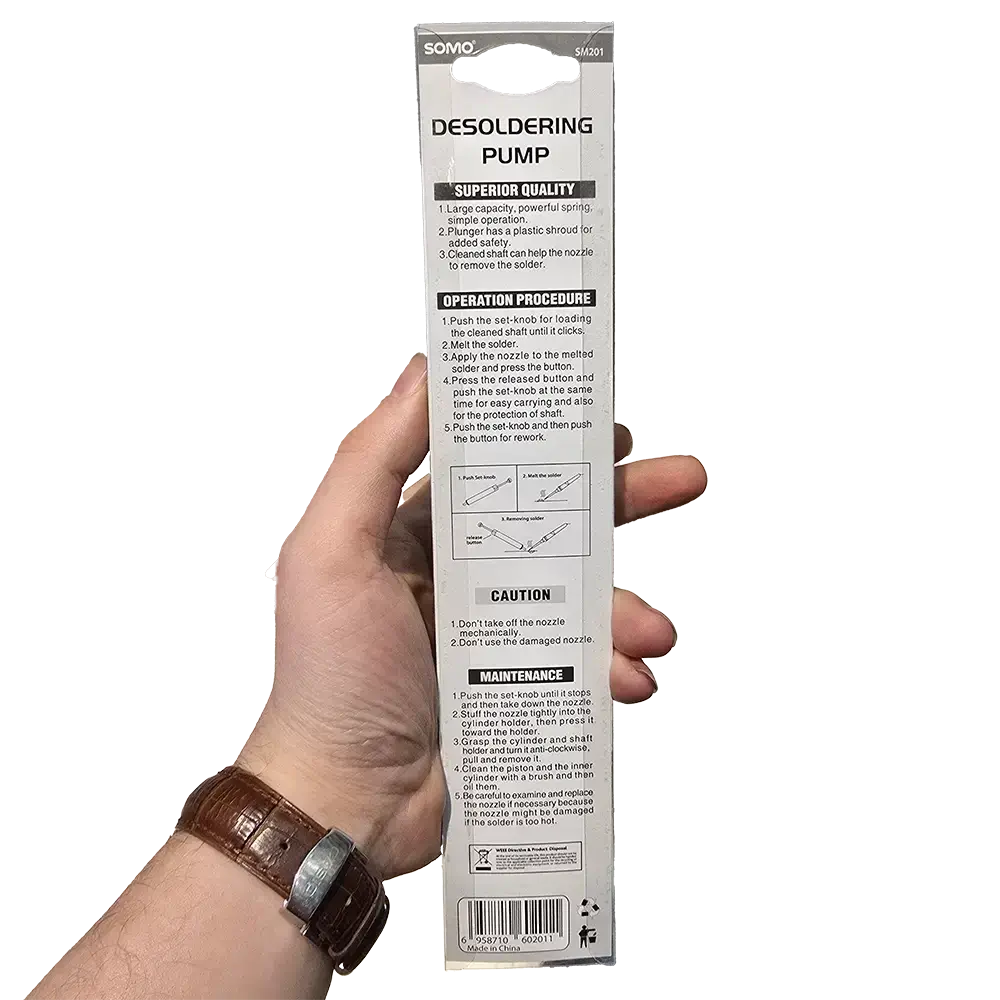 SOMO®
SM201
DESOLDERING
PUMP
SUPERIOR QUALITY
1.Large capacity, powerful spring,
simple operation.
2.Plunger has a plastic shroud for
added safety.
3.Cleaned shaft can help the nozzle
to remove the solder.
OPERATION PROCEDURE
1.Push the set-knob for loading
the cleaned shaft until it clicks.
2.Melt the solder.
3.Apply the nozzle to the melted
solder and press the button.
4.Press the released button and
push the set-knob at the same
time for easy carrying and also
for the protection of shaft.
5.Push the set-knob and then push
the button for rework.
1. Push Set-knob
2. Melt the solder
3. Removing solder
release
button
CAUTION
1.Don't take off the nozzle
mechanically.
2.Don't use the damaged nozzle.
MAINTENANCE
1.Push the set-knob until it stops
and then take down the nozzle.
2.Stuff the nozzle tightly into the
cylinder holder, then press it
toward the holder.
3.Grasp the cylinder and shaft
holder and turn it anti-clockwise,
pull and remove it.
4.Clean the piston and the inner
cylinder with a brush and then
oil them.
5.Be careful to examine and replace
the nozzle if necessary because
the nozzle might be damaged
if the solder is too hot.
WEEE Directive & Product Disposal
6 958710 602011
Made in China